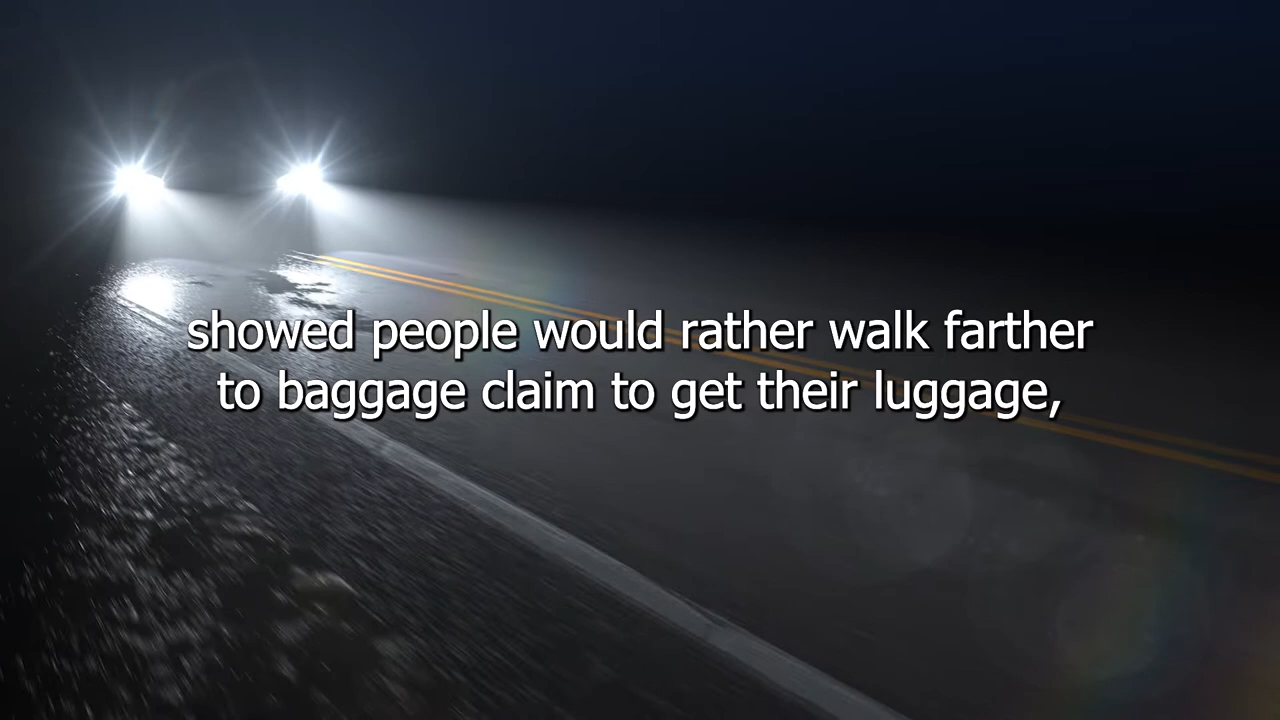 showed people would rather walk farther
to baggage claim to get their luggage,